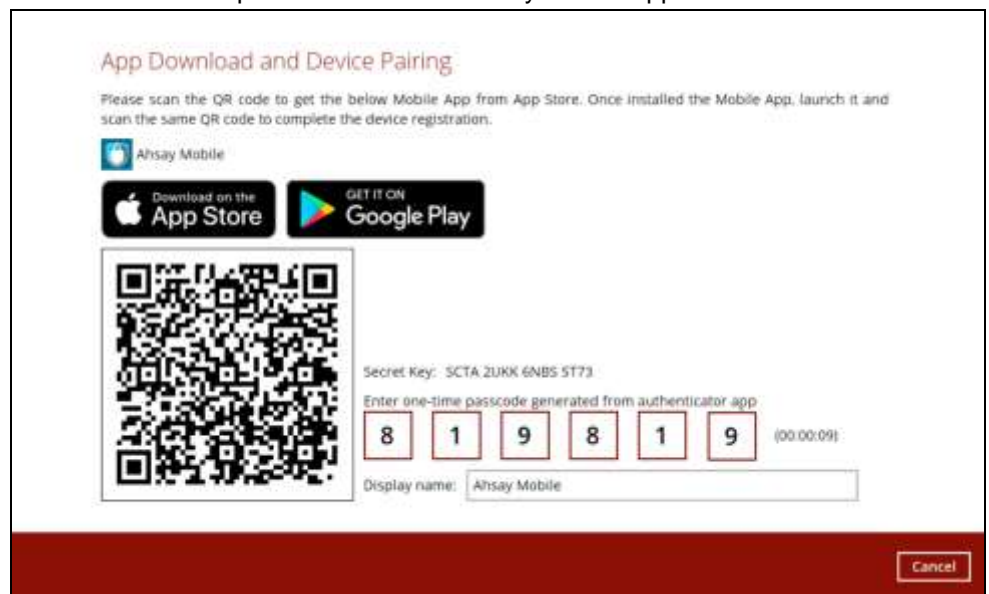 App Download and Device Pairing
Please scan the QR code to get the below Mobile App from App Store. Once installed the Mobile App, launch it and
scan the same QR code to complete the device registration.
Ahsay Mobile
Download on the
App Store
GET IT ON
Google Play
Secret Key: SCTA 2UKK 6NBS ST73
Enter one-time passcode generated from authenticator app
8 1 9 8 1 9 (00:00:09)
Display name: Ahsay Mobile
Cancel